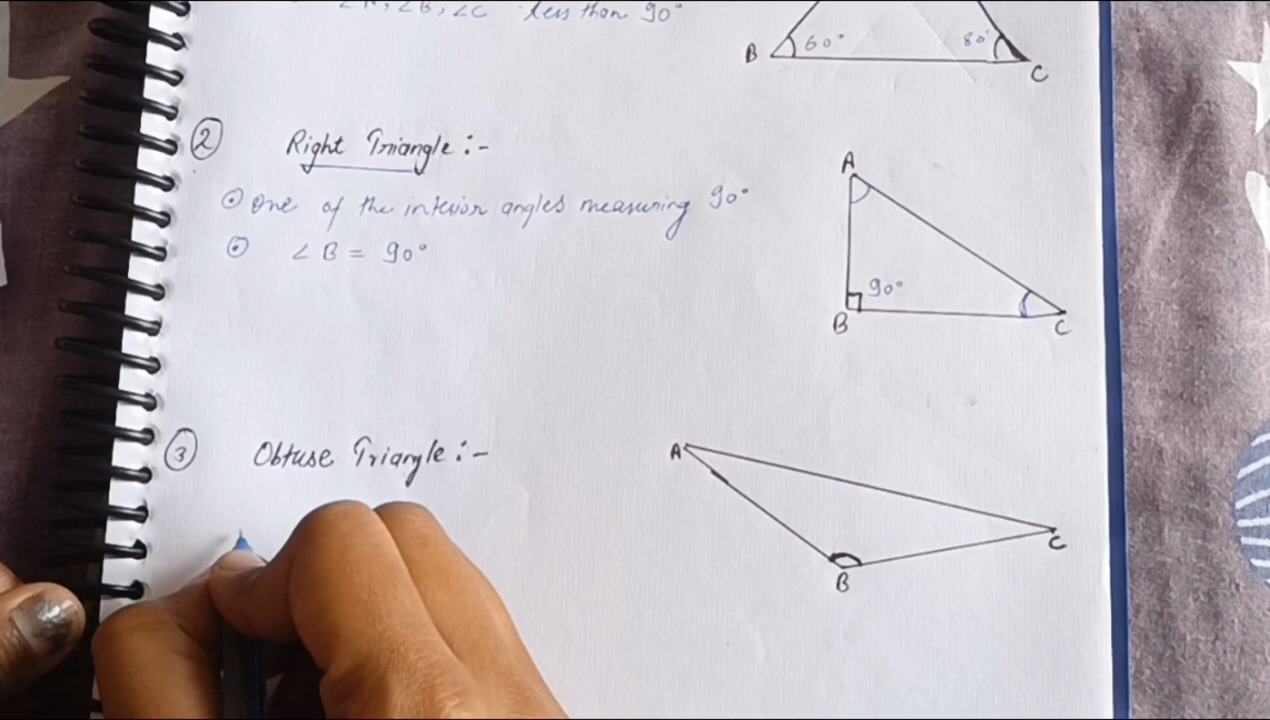 ∠B, ∠C less than 90°
B 60° 80° C
② Right Triangle :-
⊙ One of the interior angles measuring 90°
⊙ ∠B = 90°
A
90°
B C
③ Obtuse Triangle :-
A
C
B